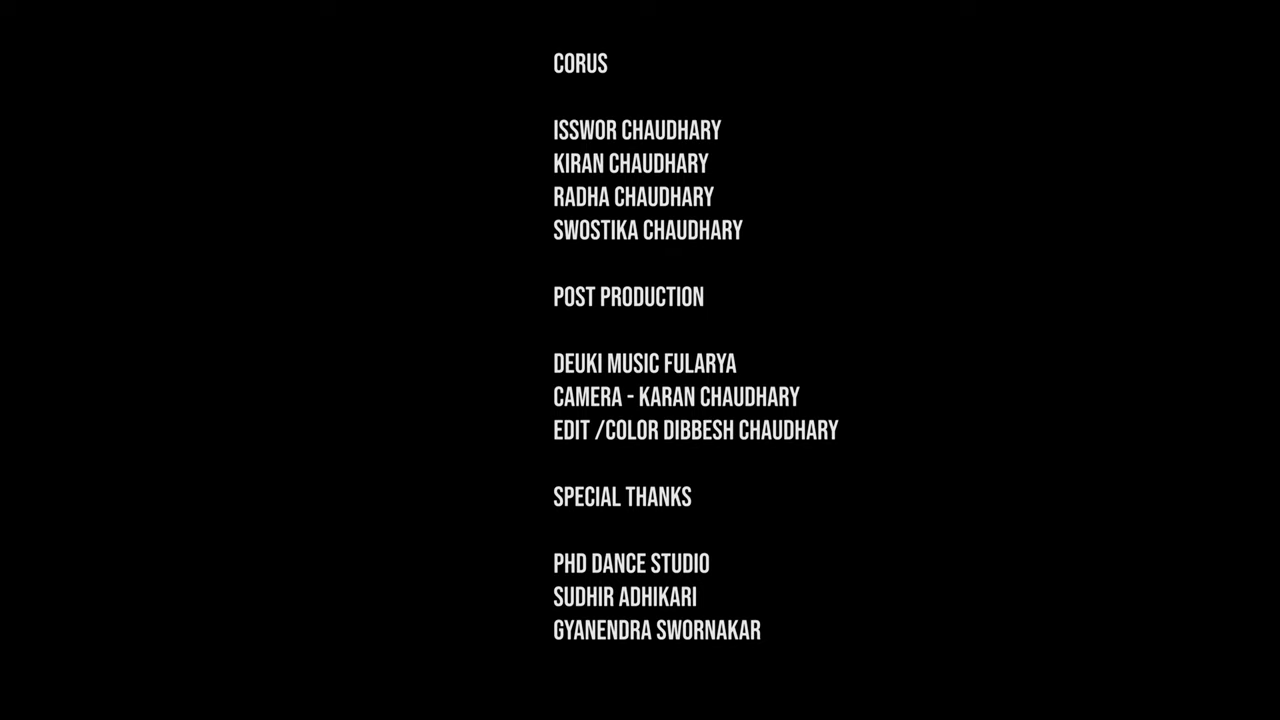 CORUS
ISSWOR CHAUDHARY
KIRAN CHAUDHARY
RADHA CHAUDHARY
SWOSTIKA CHAUDHARY
POST PRODUCTION
DEUKI MUSIC FULARYA
CAMERA - KARAN CHAUDHARY
EDIT /COLOR DIBBESH CHAUDHARY
SPECIAL THANKS
PHD DANCE STUDIO
SUDHIR ADHIKARI
GYANENDRA SWORNAKAR